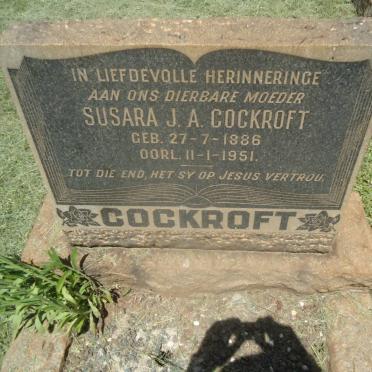 IN LIEFDEVOLLE HERINNERINGE
AAN ONS DIERBARE MOEDER
SUSARA J. A. COCKROFT
GEB. 27-7-1886
OORL. 11-1-1951.
TOT DIE END, HET SY OP JESUS VERTROU.
COCKROFT